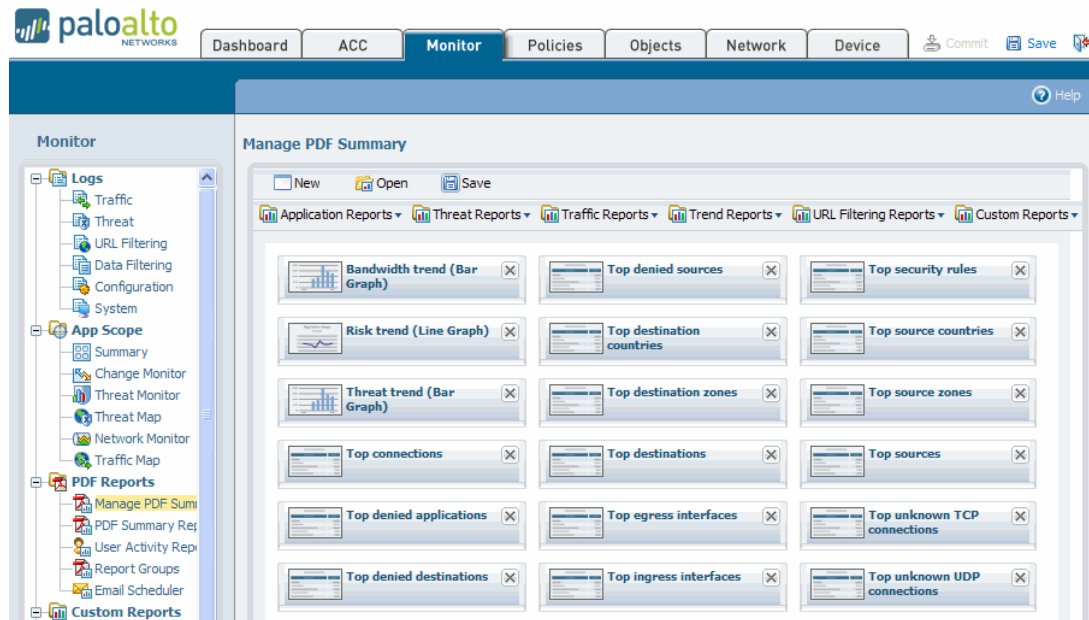 paloalto
NETWORKS
Dashboard
ACC
Monitor
Policies
Objects
Network
Device
Commit
Save
Help
Monitor
Logs
Traffic
Threat
URL Filtering
Data Filtering
Configuration
System
App Scope
Summary
Change Monitor
Threat Monitor
Threat Map
Network Monitor
Traffic Map
PDF Reports
Manage PDF Sum
PDF Summary Rep
User Activity Repo
Report Groups
Email Scheduler
Custom Reports
Manage PDF Summary
New
Open
Save
Application Reports
Threat Reports
Traffic Reports
Trend Reports
URL Filtering Reports
Custom Reports
Bandwidth trend (Bar
Graph)
Top denied sources
Top security rules
Risk trend (Line Graph)
Top destination
countries
Top source countries
Threat trend (Bar
Graph)
Top destination zones
Top source zones
Top connections
Top destinations
Top sources
Top denied applications
Top egress interfaces
Top unknown TCP
connections
Top denied destinations
Top ingress interfaces
Top unknown UDP
connections